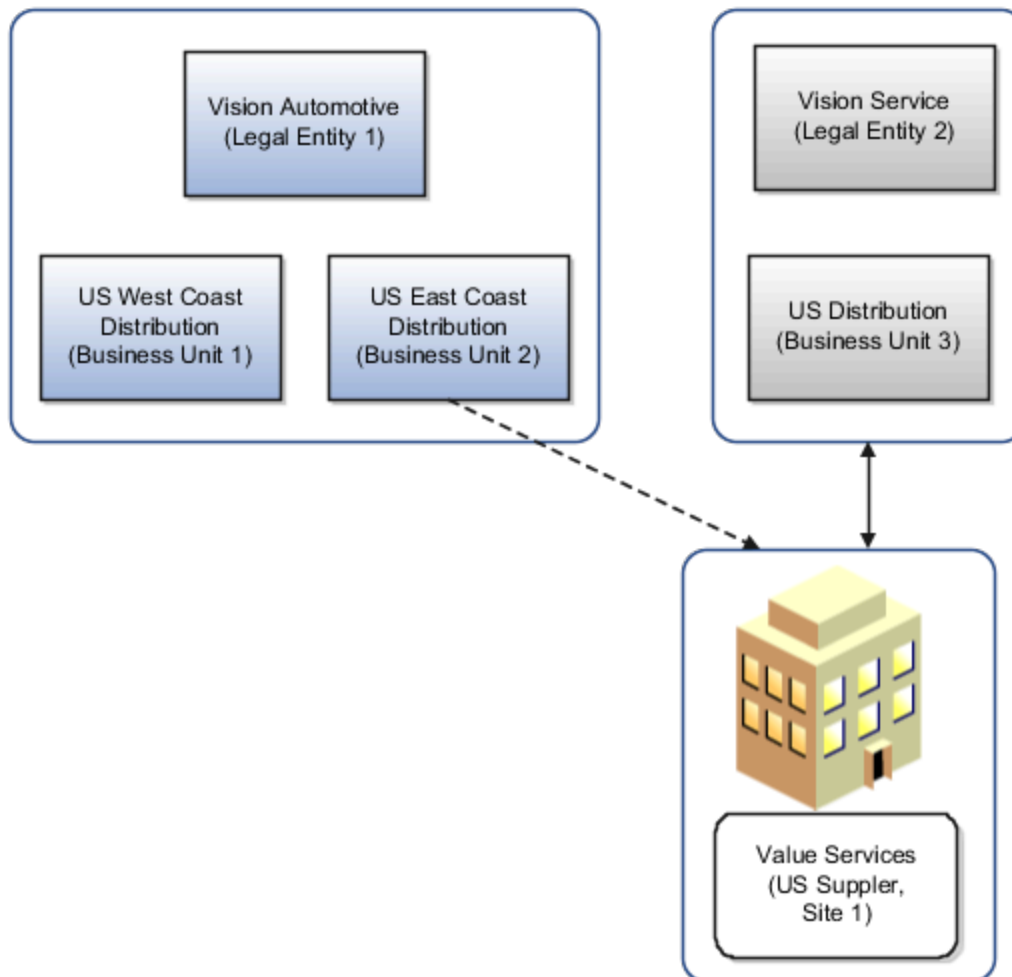 Vision Automotive
(Legal Entity 1)
Vision Service
(Legal Entity 2)
US West Coast
Distribution
(Business Unit 1)
US East Coast
Distribution
(Business Unit 2)
US Distribution
(Business Unit 3)
Value Services
(US Suppler,
Site 1)